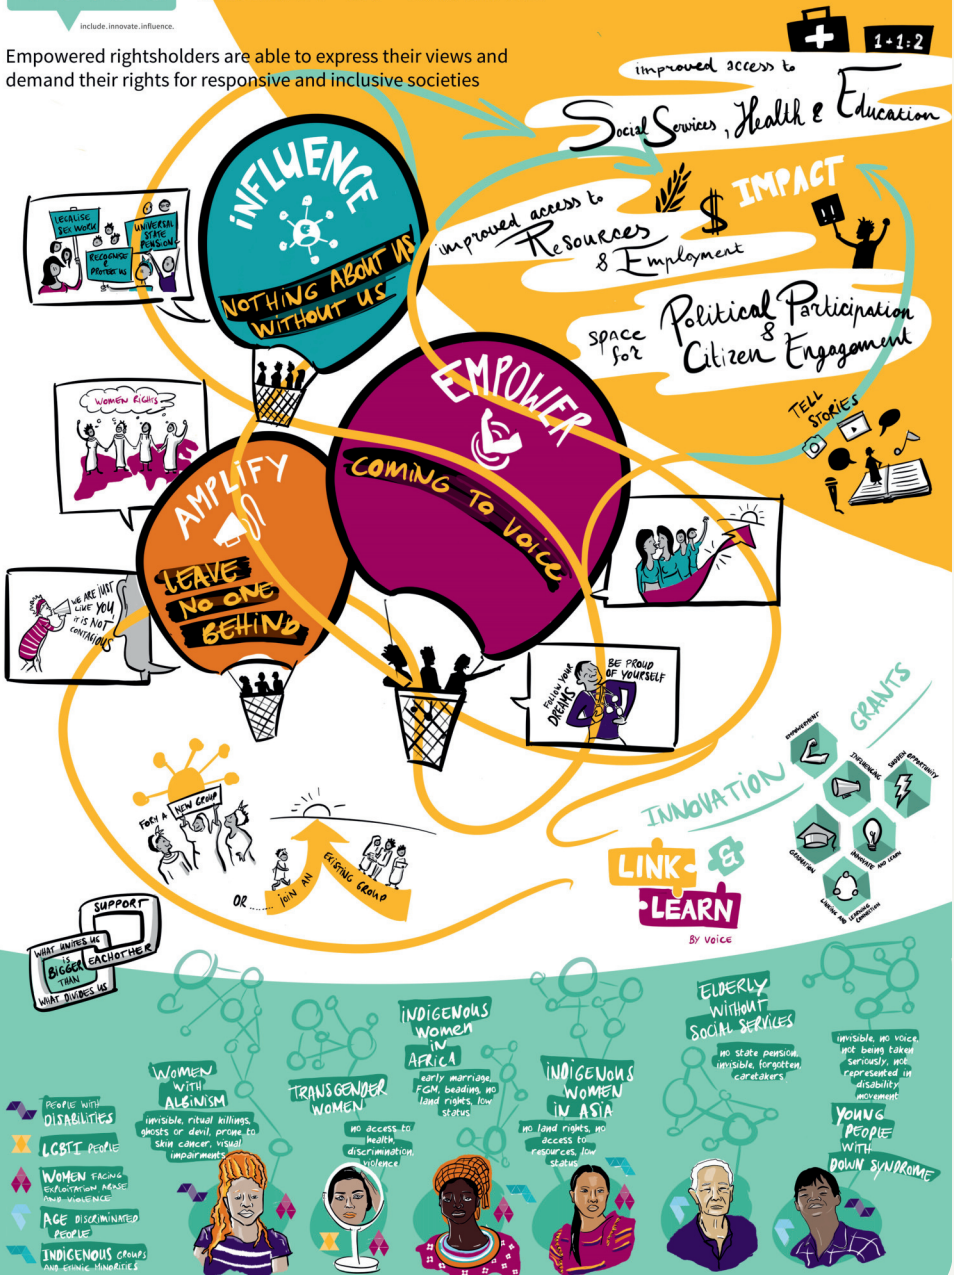 include.innovate.influence.
Empowered rightsholders are able to express their views and
demand their rights for responsive and inclusive societies
1+1:2
improved access to
Social Services, Health & Education
IMPACT
improved access to
Resources
& Employment
!!
space
for
Political Participation
&
Citizen Engagement
TELL
STORIES
INFLUENCE
NOTHING ABOUT US
WITHOUT US
LEGALISE
SEX WORK
UNIVERSAL
STATE
PENSION
RECOGNISE
&
PROTECT US
EMPOWER
COMING TO VOICE
WOMEN RIGHTS
AMPLIFY
LEAVE
NO ONE
BEHIND
WE ARE JUST
LIKE YOU,
IT IS NOT
CONTAGIOUS
FOLLOW YOUR
DREAMS
BE PROUD
OF YOURSELF
FORM A
NEW GROUP
OR......
JOIN AN
EXISTING GROUP
INNOVATION
&
GRANTS
EMPOWERMENT
INFLUENCING
SUDDEN OPPORTUNITY
GRADUATION
INNOVATE AND LEARN
LINKING AND LEARNING
CONNECTION
LINK
LEARN
BY VOICE
SUPPORT
EACHOTHER
WHAT UNITES US
IS
BIGGER
THAN
WHAT DIVIDES US
PEOPLE WITH
DISABILITIES
LGBTI PEOPLE
WOMEN FACING
EXPLOITATION ABUSE
AND VIOLENCE
AGE DISCRIMINATED
PEOPLE
INDIGENOUS GROUPS
AND ETHNIC MINORITIES
WOMEN
WITH
ALBINISM
invisible, ritual killings,
ghosts or devil, prone to
skin cancer, visual
impairments
TRANSGENDER
WOMEN
no access to
health,
discrimination,
violence
INDIGENOUS
WOMEN
IN
AFRICA
early marriage,
FGM, beading, no
land rights, low
status
INDIGENOUS
WOMEN
IN ASIA
no land rights, no
access to
resources, low
status
ELDERLY
WITHOUT
SOCIAL SERVICES
no state pension,
invisible, forgotten,
caretakers
invisible, no voice,
not being taken
seriously, not
represented in
disability
movement
YOUNG
PEOPLE
WITH
DOWN SYNDROME